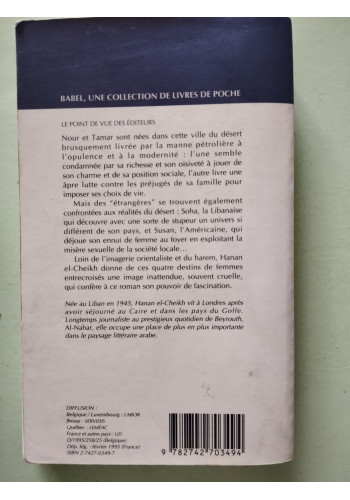 BABEL, UNE COLLECTION DE LIVRES DE POCHE
LE POINT DE VUE DES ÉDITEURS
Nour et Tamar sont nées dans cette ville du désert
brusquement livrée par la manne pétrolière à
l'opulence et à la modernité : l'une semble
condamnée par sa richesse et son oisiveté à jouer de
son charme et de sa position sociale, l'autre livre une
âpre lutte contre les préjugés de sa famille pour
imposer ses choix de vie.
Mais des "étrangères" se trouvent également
confrontées aux réalités du désert : Soha, la Libanaise
qui découvre avec une sorte de stupeur un univers si
différent de son pays, et Susan, l'Américaine, qui
déjoue son ennui de femme au foyer en exploitant la
misère sexuelle de la société locale...
Loin de l'imagerie orientaliste et du harem, Hanan
el-Cheikh donne de ces quatre destins de femmes
entrecroisés une image inattendue, souvent cruelle,
qui confère à ce roman son pouvoir de fascination.
Née au Liban en 1945, Hanan el-Cheikh vit à Londres après
avoir séjourné au Caire et dans les pays du Golfe.
Longtemps journaliste au prestigieux quotidien de Beyrouth,
Al-Nahar, elle occupe une place de plus en plus importante
dans le paysage littéraire arabe.
DIFFUSION :
Belgique / Luxembourg : LABOR
Suisse : SERVIDIS
Québec : LEMÉAC
France et autres pays : UD
D/1995/258/25 (Belgique)
Dép. lég. : février 1995 (France)
ISBN 2-7427-0349-7
9 782742 703494